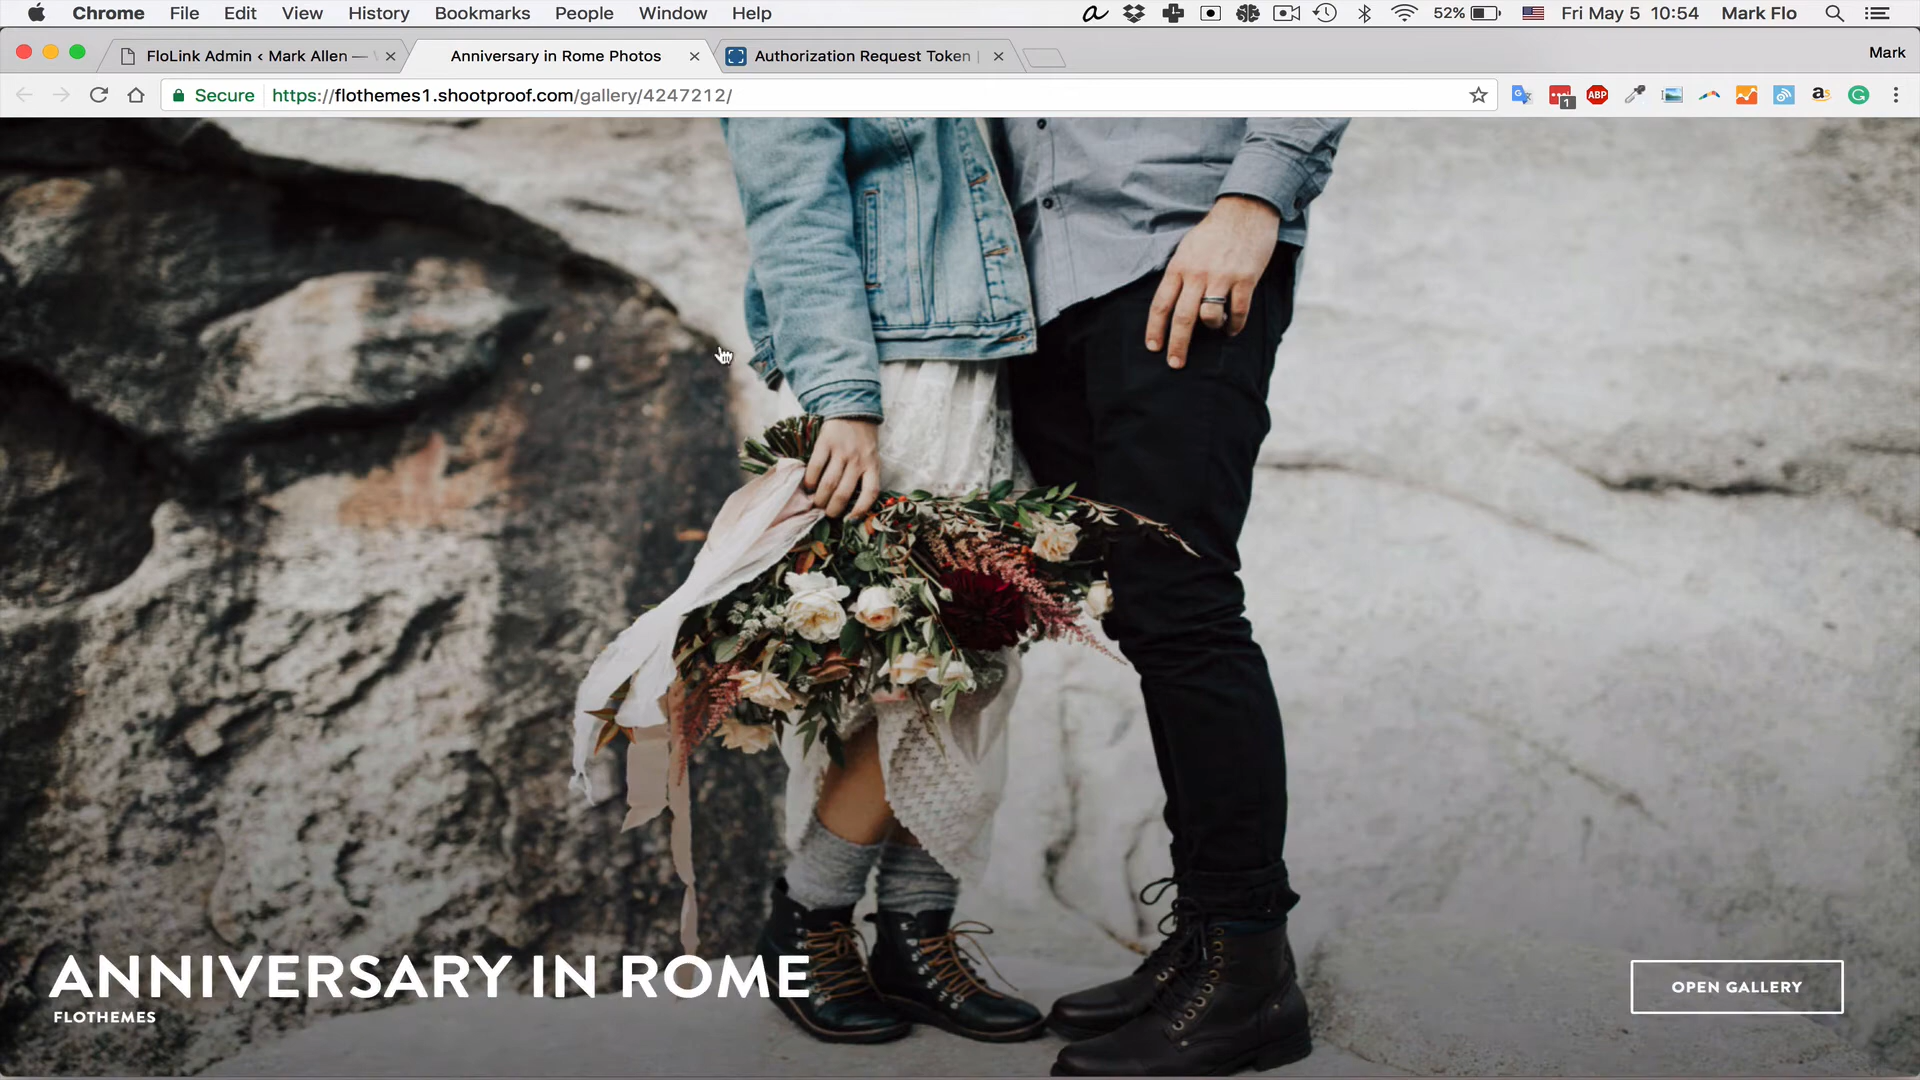 Chrome File Edit View History Bookmarks People Window Help 52% Fri May 5 10:54 Mark Flo
FloLink Admin ‹ Mark Allen —
Anniversary in Rome Photos
Authorization Request Token |
Mark
Secure https://flothemes1.shootproof.com/gallery/4247212/
1 ABP a
ANNIVERSARY IN ROME
FLOTHEMES
OPEN GALLERY